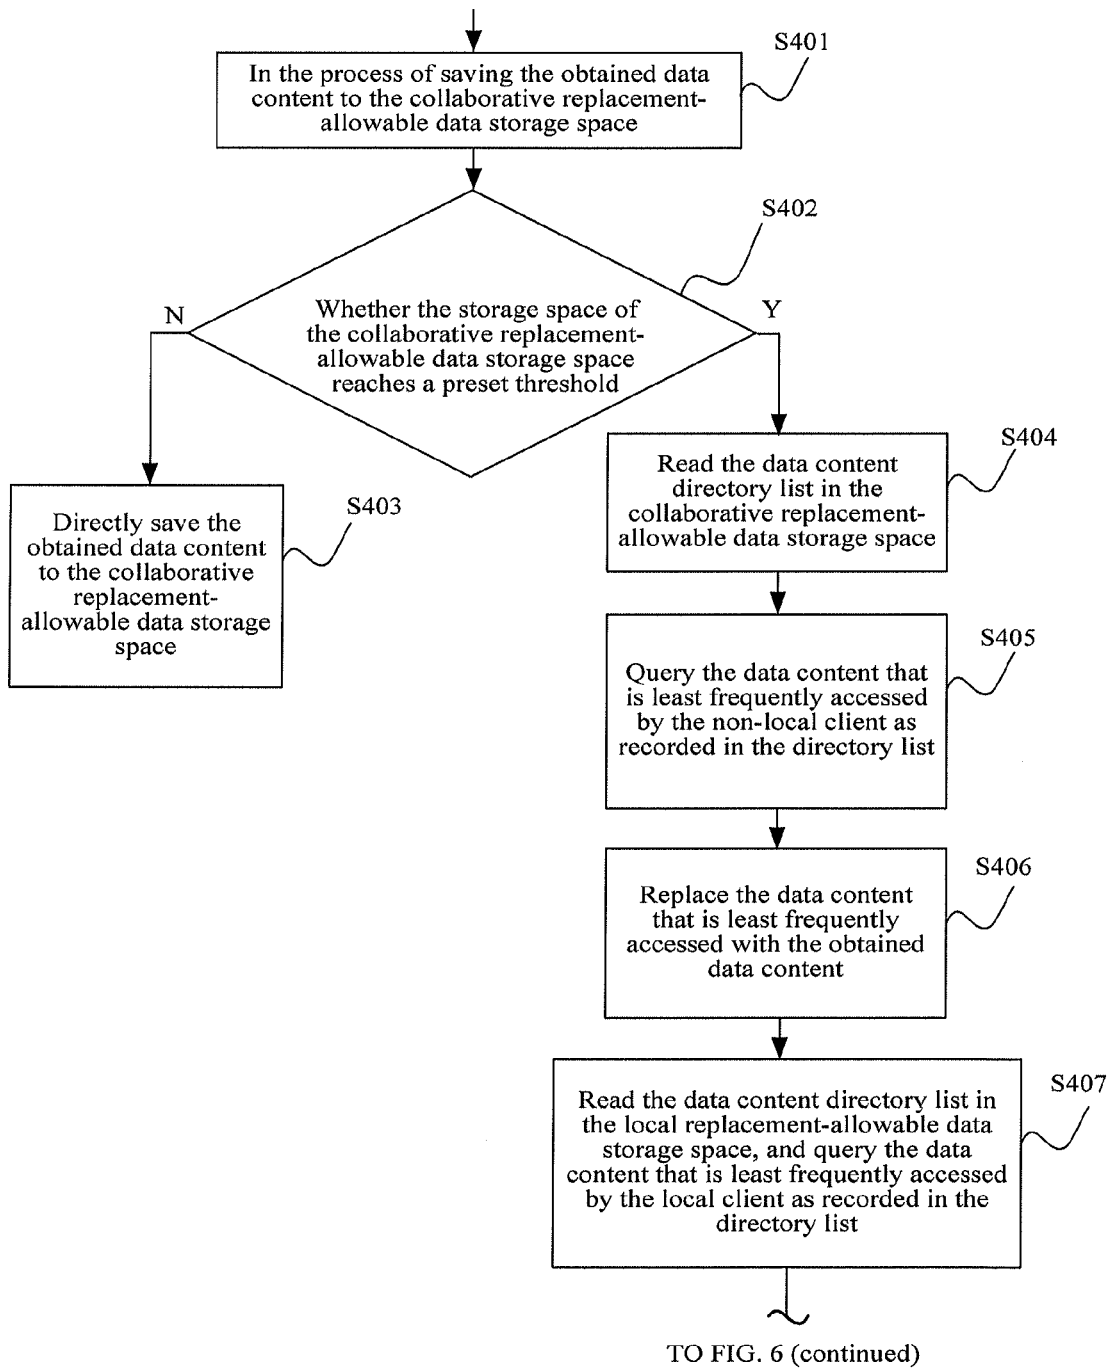 S401
In the process of saving the obtained data
content to the collaborative replacement-
allowable data storage space
S402
N
Y
Whether the storage space of
the collaborative replacement-
allowable data storage space
reaches a preset threshold
S404
Read the data content
directory list in the
collaborative replacement-
allowable data storage space
S403
Directly save the
obtained data content
to the collaborative
replacement-
allowable data storage
space
S405
Query the data content that
is least frequently accessed
by the non-local client as
recorded in the directory list
S406
Replace the data content
that is least frequently
accessed with the obtained
data content
S407
Read the data content directory list in
the local replacement-allowable data
storage space, and query the data
content that is least frequently accessed
by the local client as recorded in the
directory list
TO FIG. 6 (continued)